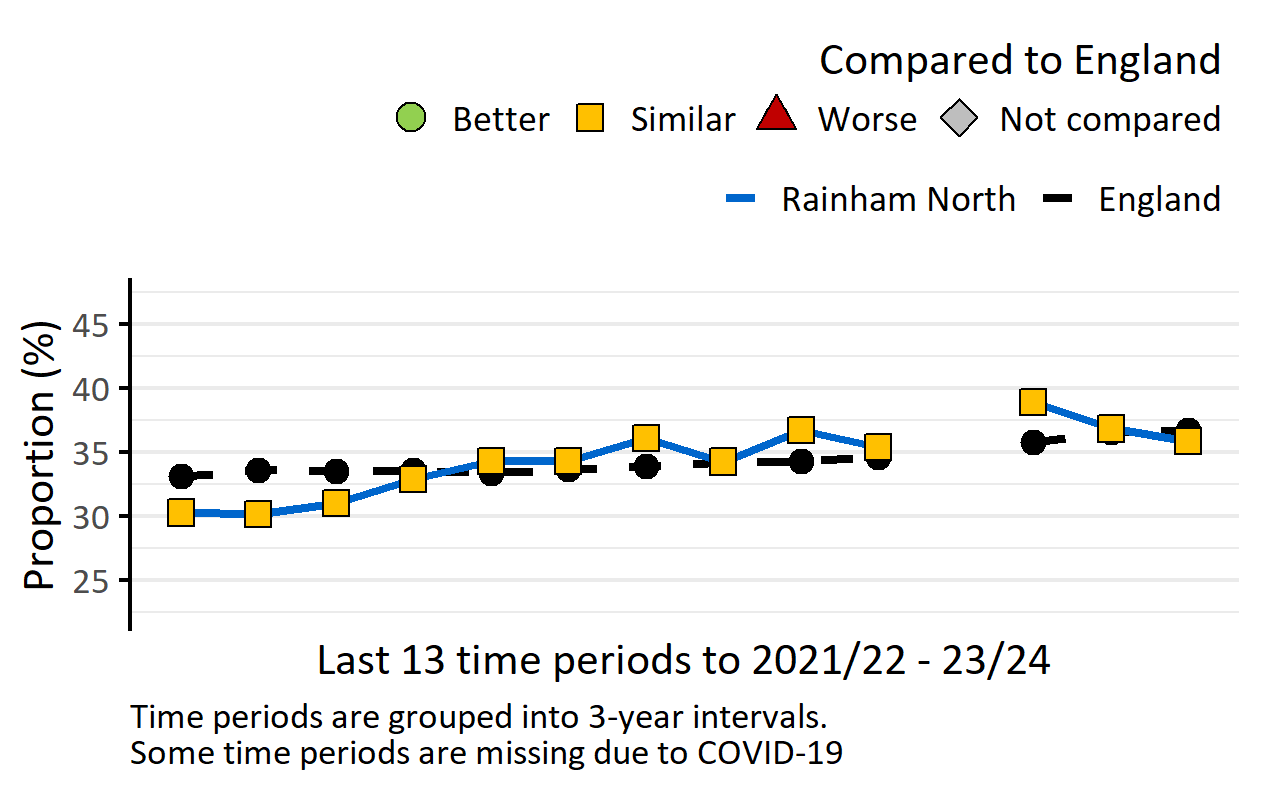 Compared to England
Better Similar Worse Not compared
Rainham North England
Proportion (%)
45
40
35
30
25
Last 13 time periods to 2021/22 - 23/24
Time periods are grouped into 3-year intervals.
Some time periods are missing due to COVID-19